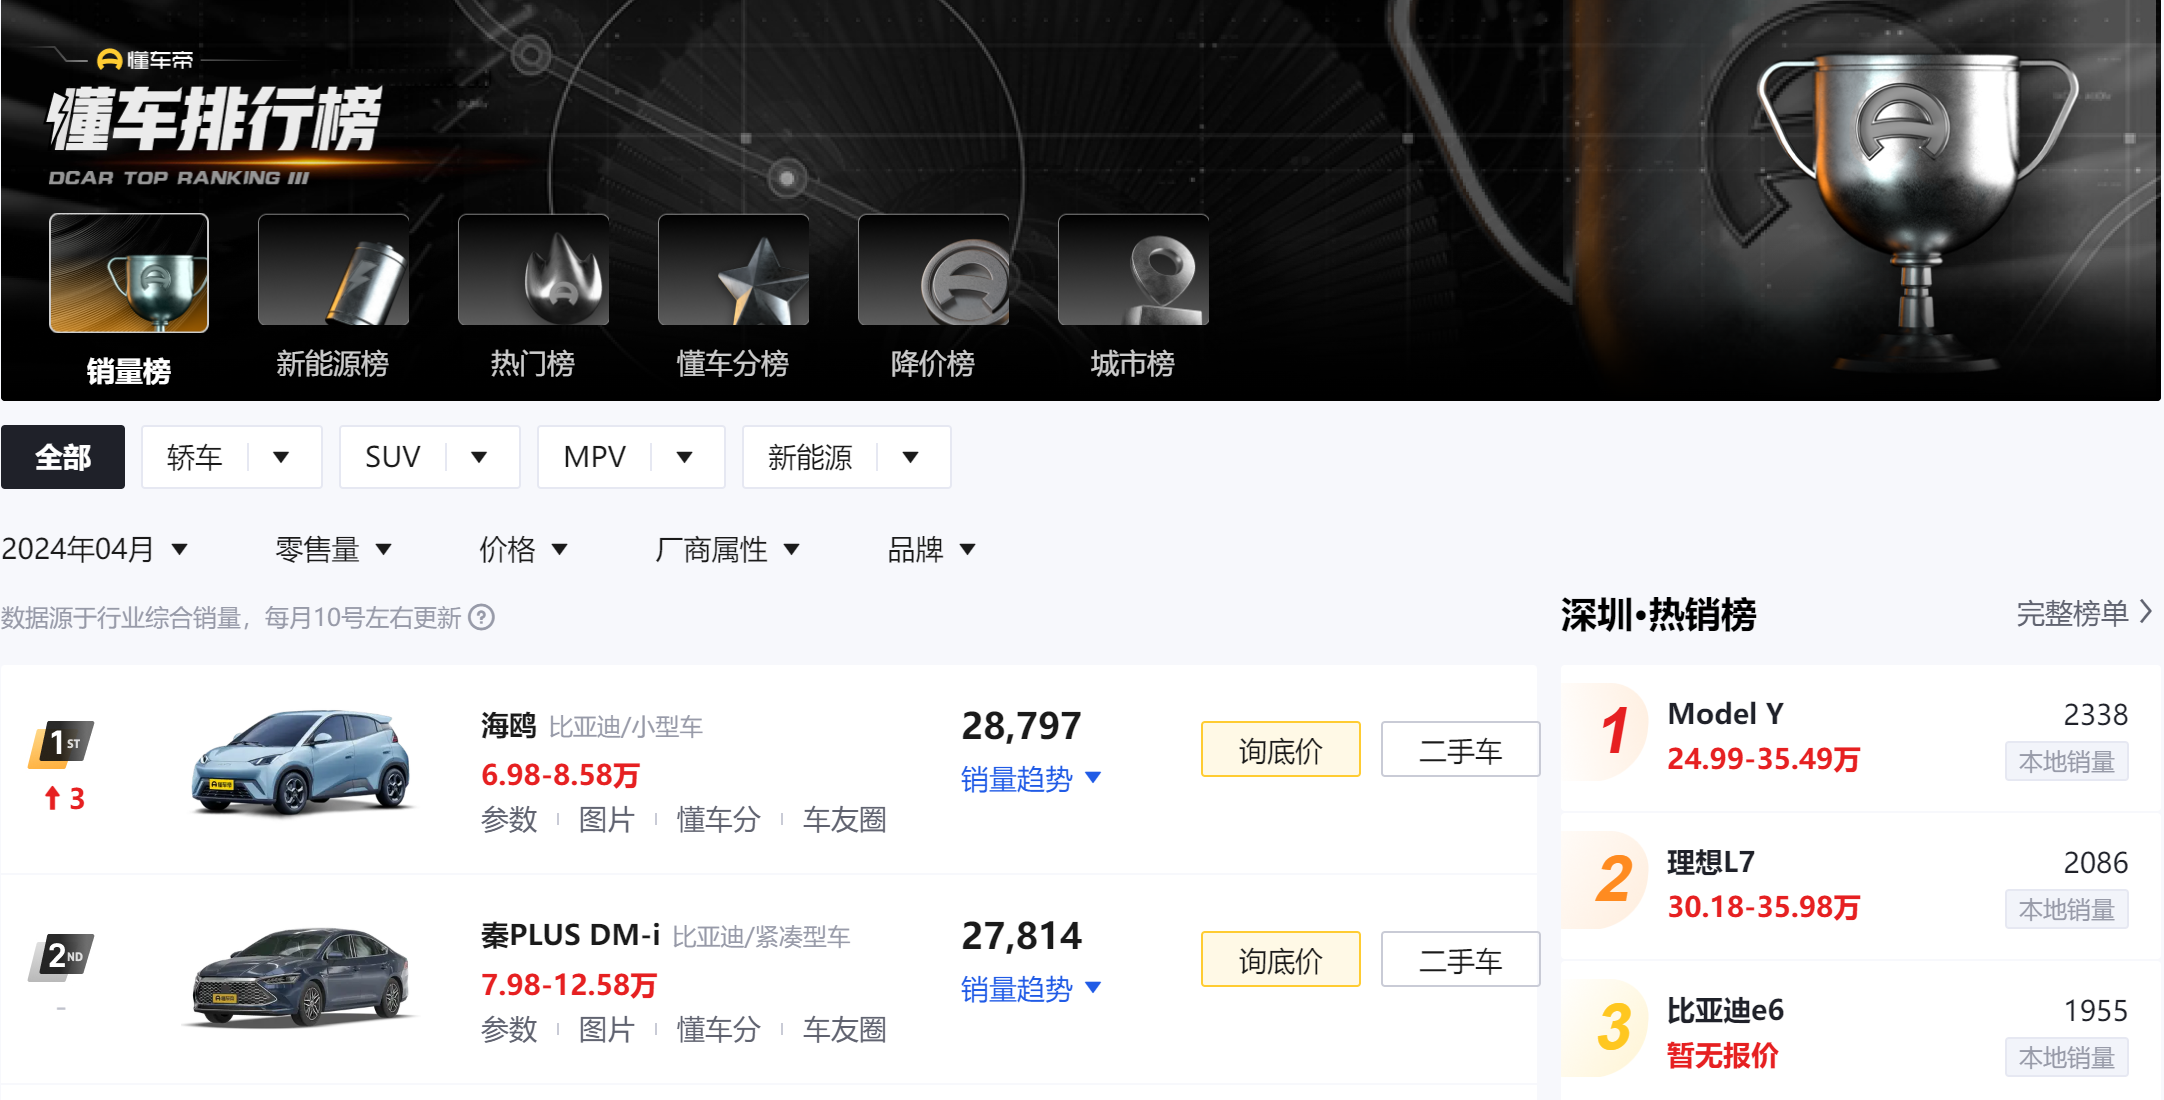 懂车帝
懂车排行榜
DCAR TOP RANKING
销量榜
新能源榜
热门榜
懂车分榜
降价榜
城市榜
全部
轿车
SUV
MPV
新能源
2024年04月
零售量
价格
厂商属性
品牌
数据源于行业综合销量，每月10号左右更新 ?
1ST
3
海鸥 比亚迪/小型车
6.98-8.58万
参数 图片 懂车分 车友圈
28,797
销量趋势
询底价
二手车
2ND
-
秦PLUS DM-i 比亚迪/紧凑型车
7.98-12.58万
参数 图片 懂车分 车友圈
27,814
销量趋势
询底价
二手车
深圳·热销榜
完整榜单
1
Model Y
24.99-35.49万
2338
本地销量
2
理想L7
30.18-35.98万
2086
本地销量
3
比亚迪e6
暂无报价
1955
本地销量